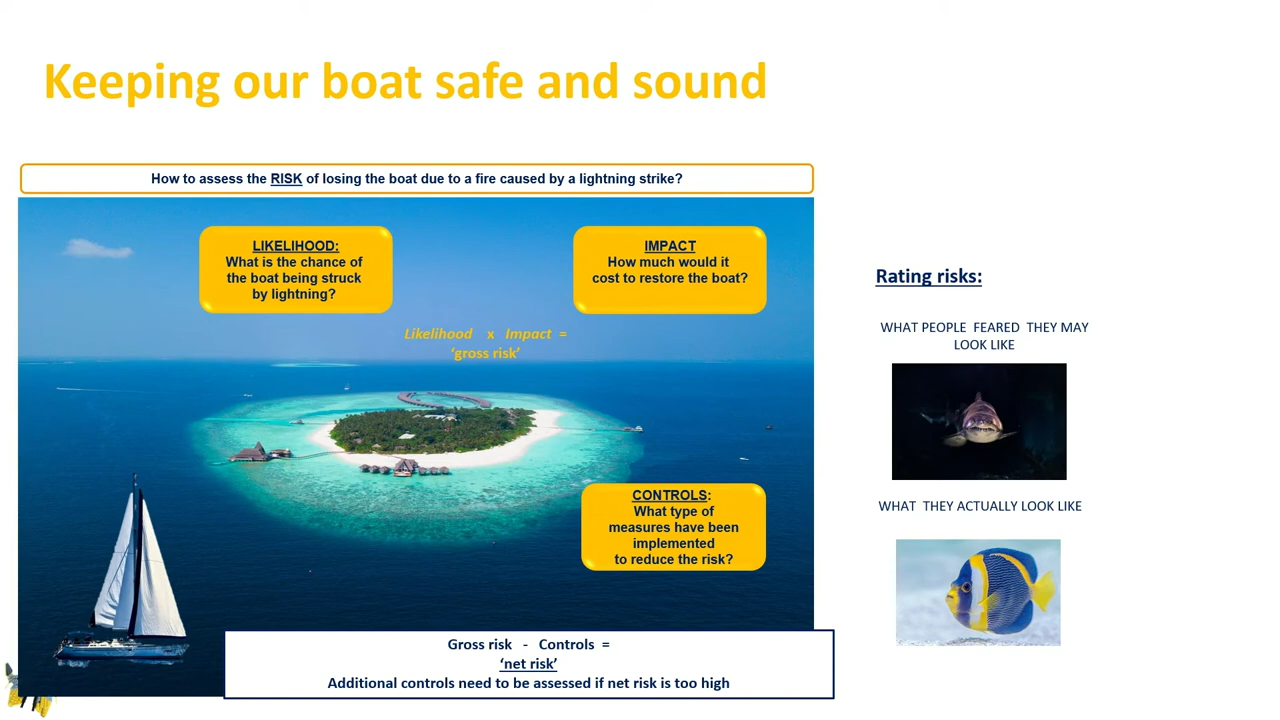 Keeping our boat safe and sound
How to assess the RISK of losing the boat due to a fire caused by a lightning strike?
LIKELIHOOD:
What is the chance of
the boat being struck
by lightning?
IMPACT
How much would it
cost to restore the boat?
Likelihood x Impact =
‘gross risk’
CONTROLS:
What type of
measures have been
implemented
to reduce the risk?
Gross risk - Controls =
‘net risk’
Additional controls need to be assessed if net risk is too high
Rating risks:
WHAT PEOPLE FEARED THEY MAY
LOOK LIKE
WHAT THEY ACTUALLY LOOK LIKE